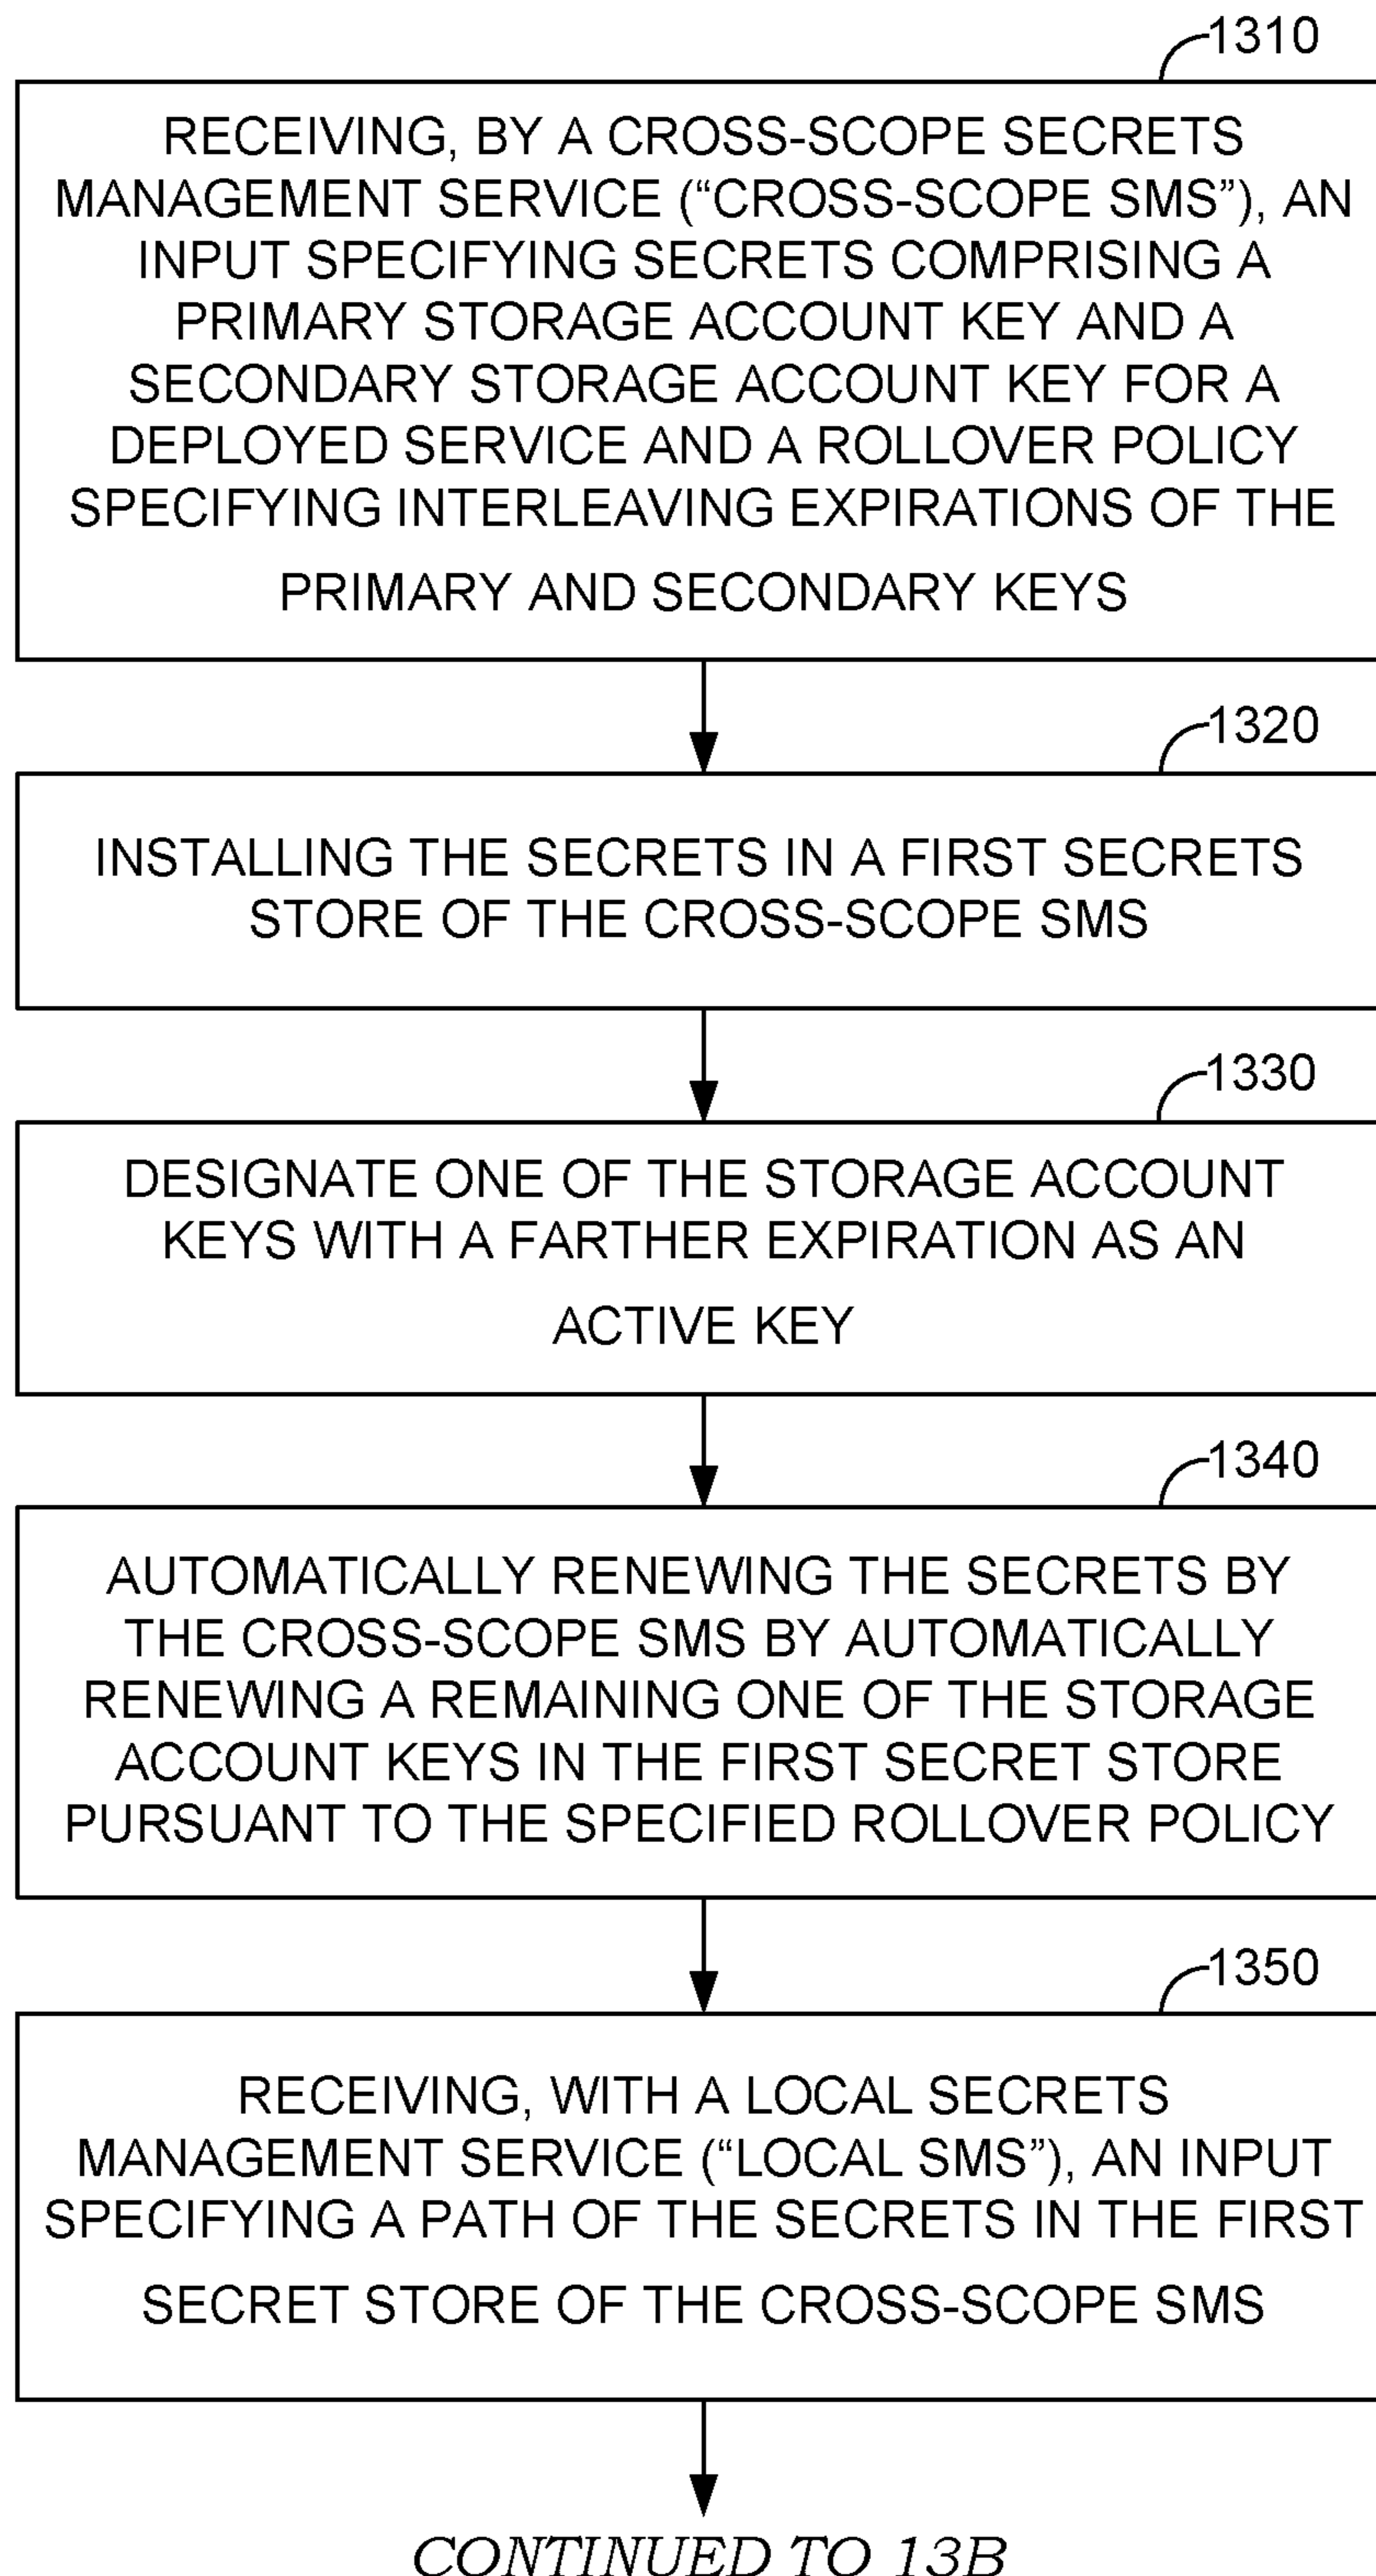 1310
RECEIVING, BY A CROSS-SCOPE SECRETS
MANAGEMENT SERVICE (“CROSS-SCOPE SMS”), AN
INPUT SPECIFYING SECRETS COMPRISING A
PRIMARY STORAGE ACCOUNT KEY AND A
SECONDARY STORAGE ACCOUNT KEY FOR A
DEPLOYED SERVICE AND A ROLLOVER POLICY
SPECIFYING INTERLEAVING EXPIRATIONS OF THE
PRIMARY AND SECONDARY KEYS
1320
INSTALLING THE SECRETS IN A FIRST SECRETS
STORE OF THE CROSS-SCOPE SMS
1330
DESIGNATE ONE OF THE STORAGE ACCOUNT
KEYS WITH A FARTHER EXPIRATION AS AN
ACTIVE KEY
1340
AUTOMATICALLY RENEWING THE SECRETS BY
THE CROSS-SCOPE SMS BY AUTOMATICALLY
RENEWING A REMAINING ONE OF THE STORAGE
ACCOUNT KEYS IN THE FIRST SECRET STORE
PURSUANT TO THE SPECIFIED ROLLOVER POLICY
1350
RECEIVING, WITH A LOCAL SECRETS
MANAGEMENT SERVICE (“LOCAL SMS”), AN INPUT
SPECIFYING A PATH OF THE SECRETS IN THE FIRST
SECRET STORE OF THE CROSS-SCOPE SMS
CONTINUED TO 13B